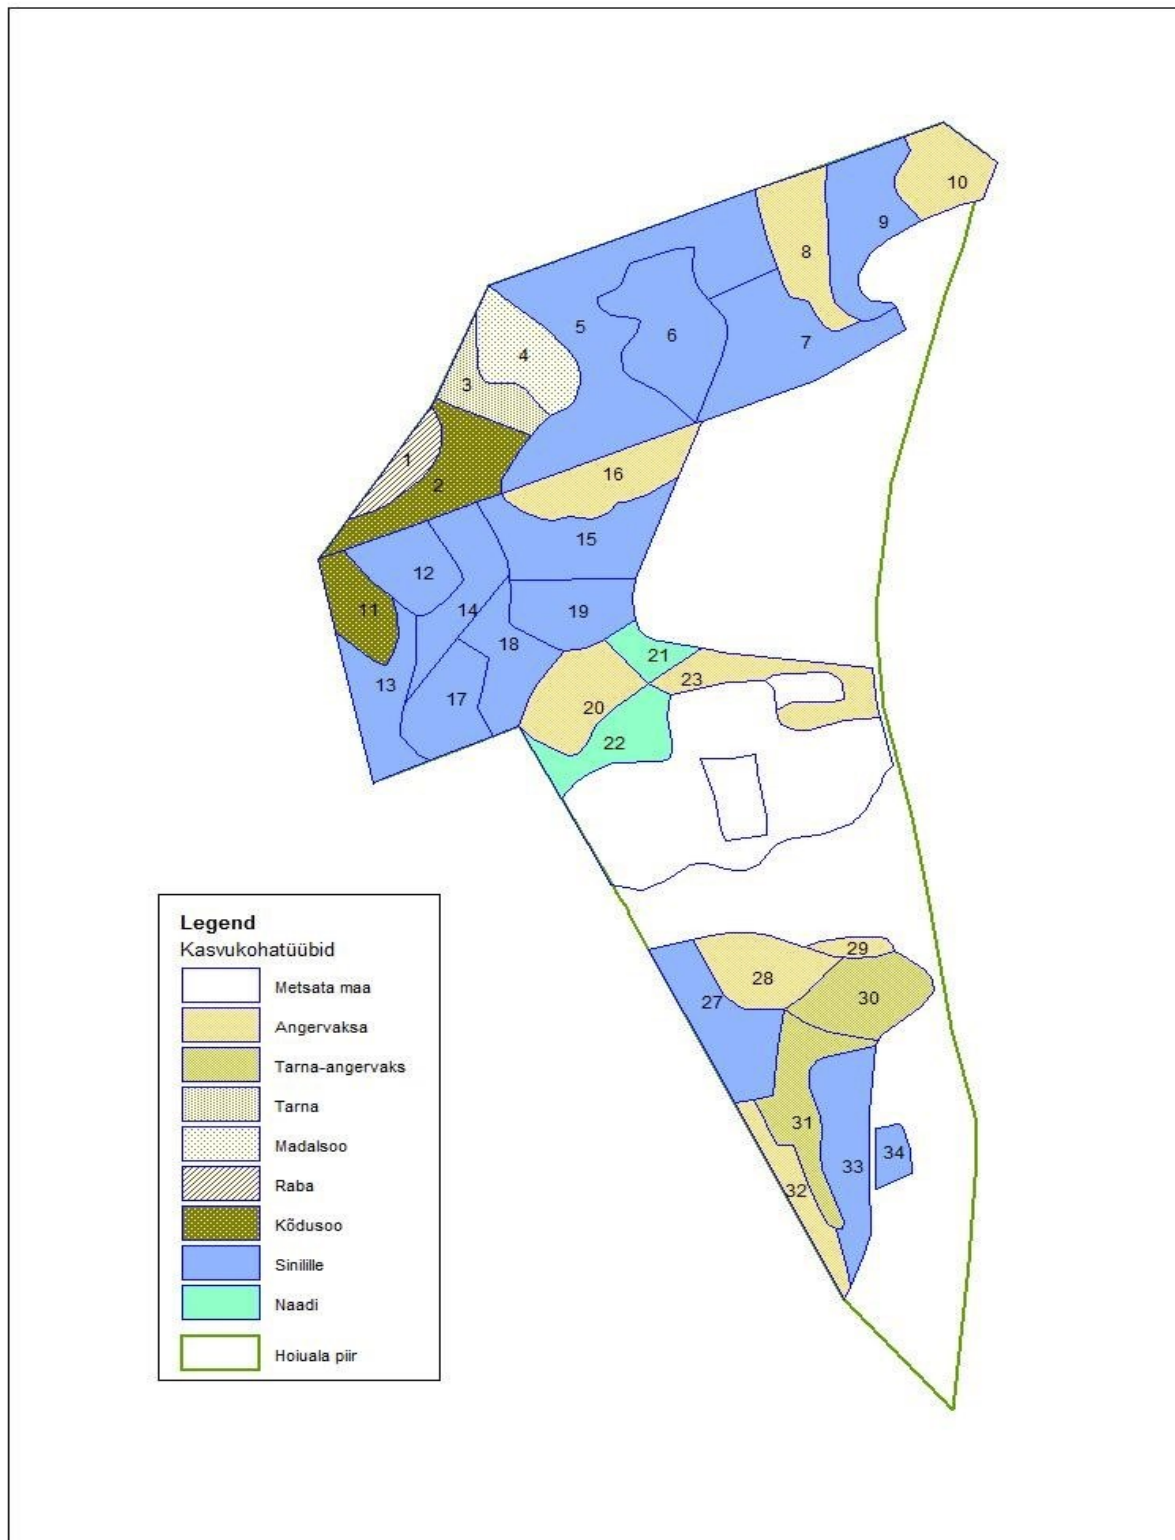 10
9
8
5
6
7
4
3
1
16
2
15
12
11
14
19
18
21
13
17
23
20
22
Legend
Kasvukohatüübid
Metsata maa
Angervaksa
Tarna-angervaks
Tarna
Madalsoo
Raba
Kõdusoo
Sinilille
Naadi
Hoiuala piir
29
28
27
30
31
33
34
32